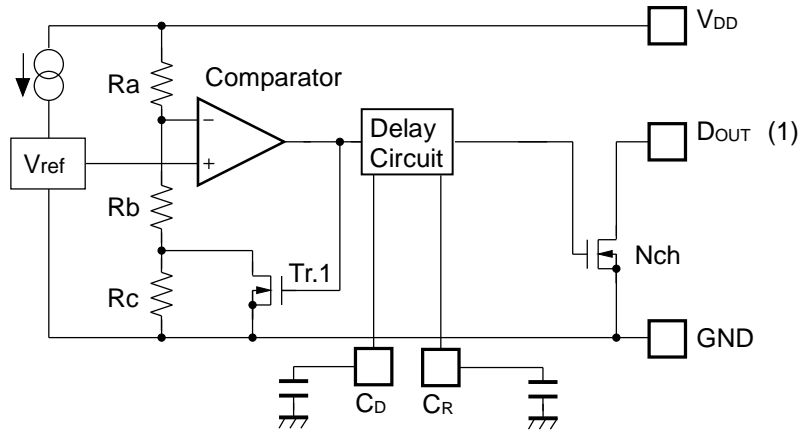 VDD
Ra
Comparator
−
Delay
Circuit
DOUT (1)
Vref
+
Rb
Tr.1
Nch
Rc
GND
CD
CR